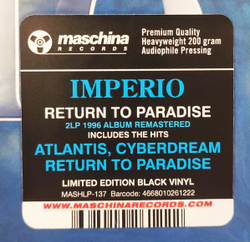 maschina
RECORDS
Premium Quality
Heavyweight 200 gram
Audiophile Pressing
IMPERIO
RETURN TO PARADISE
2LP 1996 ALBUM REMASTERED
INCLUDES THE HITS
ATLANTIS, CYBERDREAM
RETURN TO PARADISE
LIMITED EDITION BLACK VINYL
MASHLP-137 Barcode: 4668010261222
WWW.MASCHINARECORDS.COM